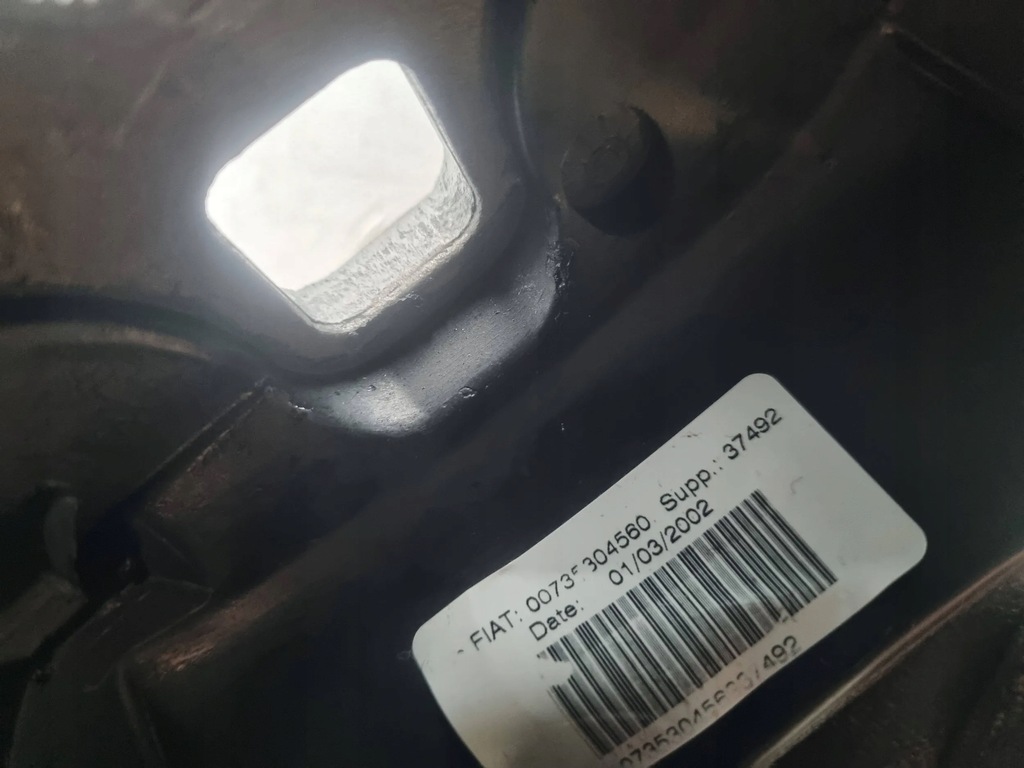 FIAT: 00735304560 Supp.: 37492
Date: 01/03/2002